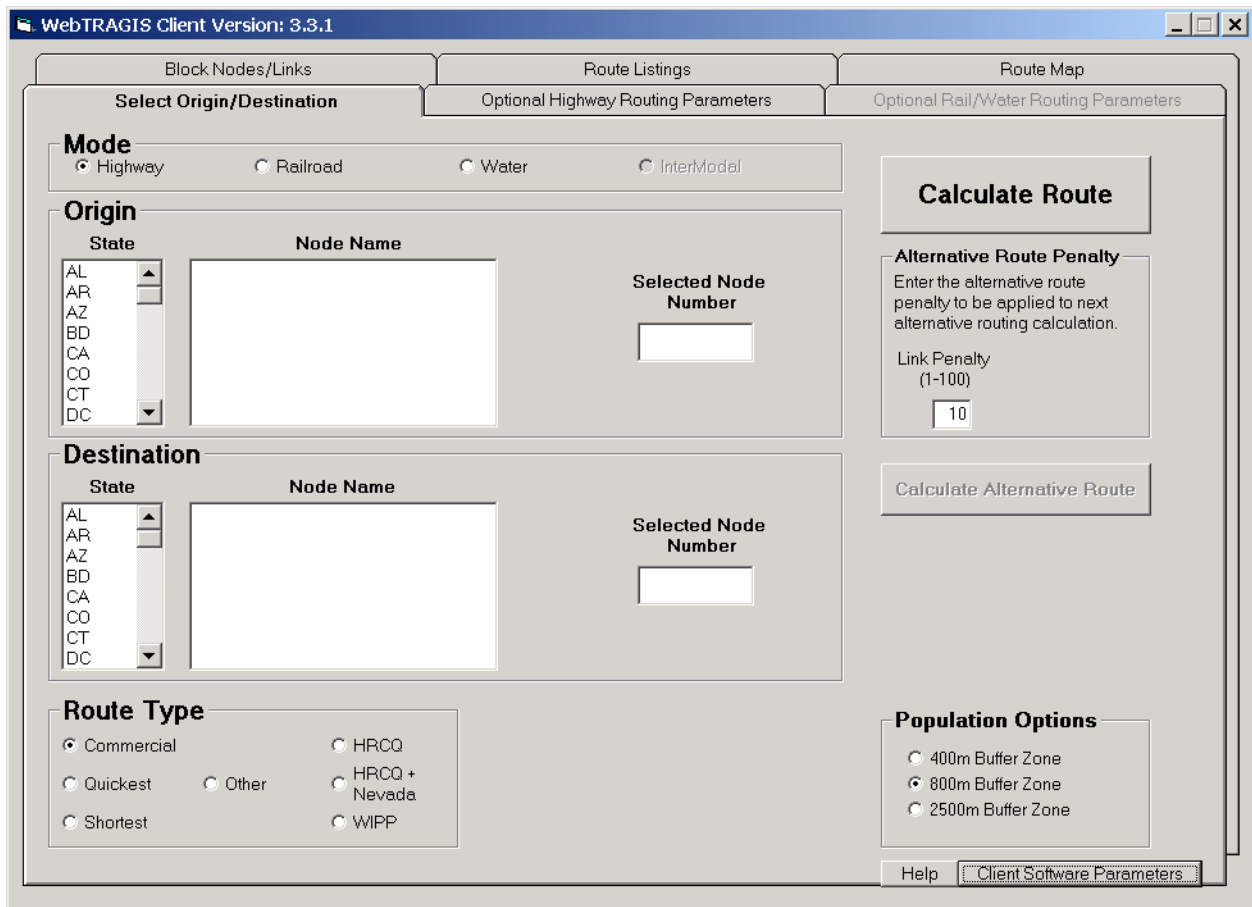 WebTRAGIS Client Version: 3.3.1
Block Nodes/Links
Route Listings
Route Map
Select Origin/Destination
Optional Highway Routing Parameters
Optional Rail/Water Routing Parameters
Mode
Highway
Railroad
Water
InterModal
Calculate Route
Origin
State
Node Name
AL
AR
AZ
BD
CA
CO
CT
DC
Selected Node
Number
Alternative Route Penalty
Enter the alternative route
penalty to be applied to next
alternative routing calculation.
Link Penalty
(1-100)
10
Destination
State
Node Name
AL
AR
AZ
BD
CA
CO
CT
DC
Selected Node
Number
Calculate Alternative Route
Route Type
Commercial
HRCQ
Quickest
Other
HRCQ +
Nevada
Shortest
WIPP
Population Options
400m Buffer Zone
800m Buffer Zone
2500m Buffer Zone
Help
Client Software Parameters